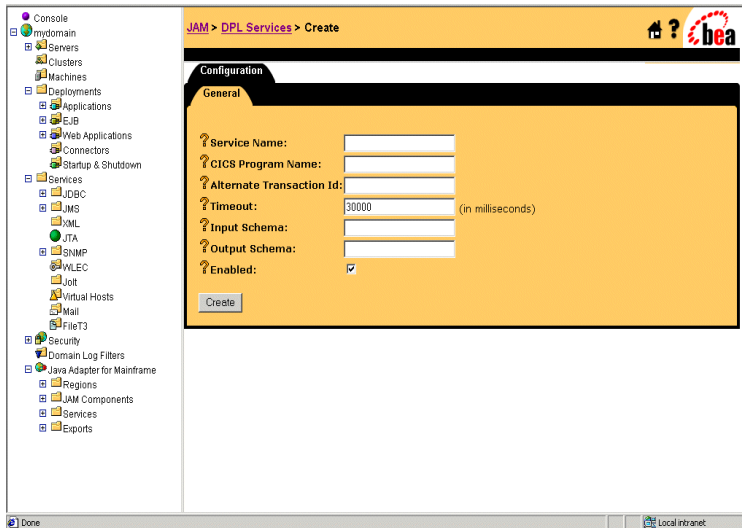 Console
mydomain
Servers
Clusters
Machines
Deployments
Applications
EJB
Web Applications
Connectors
Startup & Shutdown
Services
JDBC
JMS
XML
JTA
SNMP
WLEC
Jolt
Virtual Hosts
Mail
FileT3
Security
Domain Log Filters
Java Adapter for Mainframe
Regions
JAM Components
Services
Exports
JAM > DPL Services > Create
? bea
Configuration
General
? Service Name:
? CICS Program Name:
? Alternate Transaction Id:
? Timeout: 30000 (in milliseconds)
? Input Schema:
? Output Schema:
? Enabled:
Create
Done
Local intranet